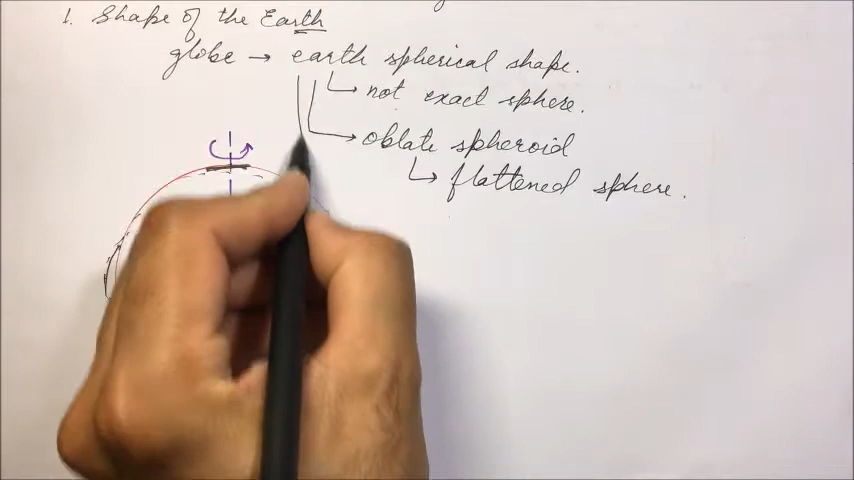 1. Shape of the Earth
globe → earth spherical shape.
↳ not exact sphere.
→ oblate spheroid
↳ flattened sphere.